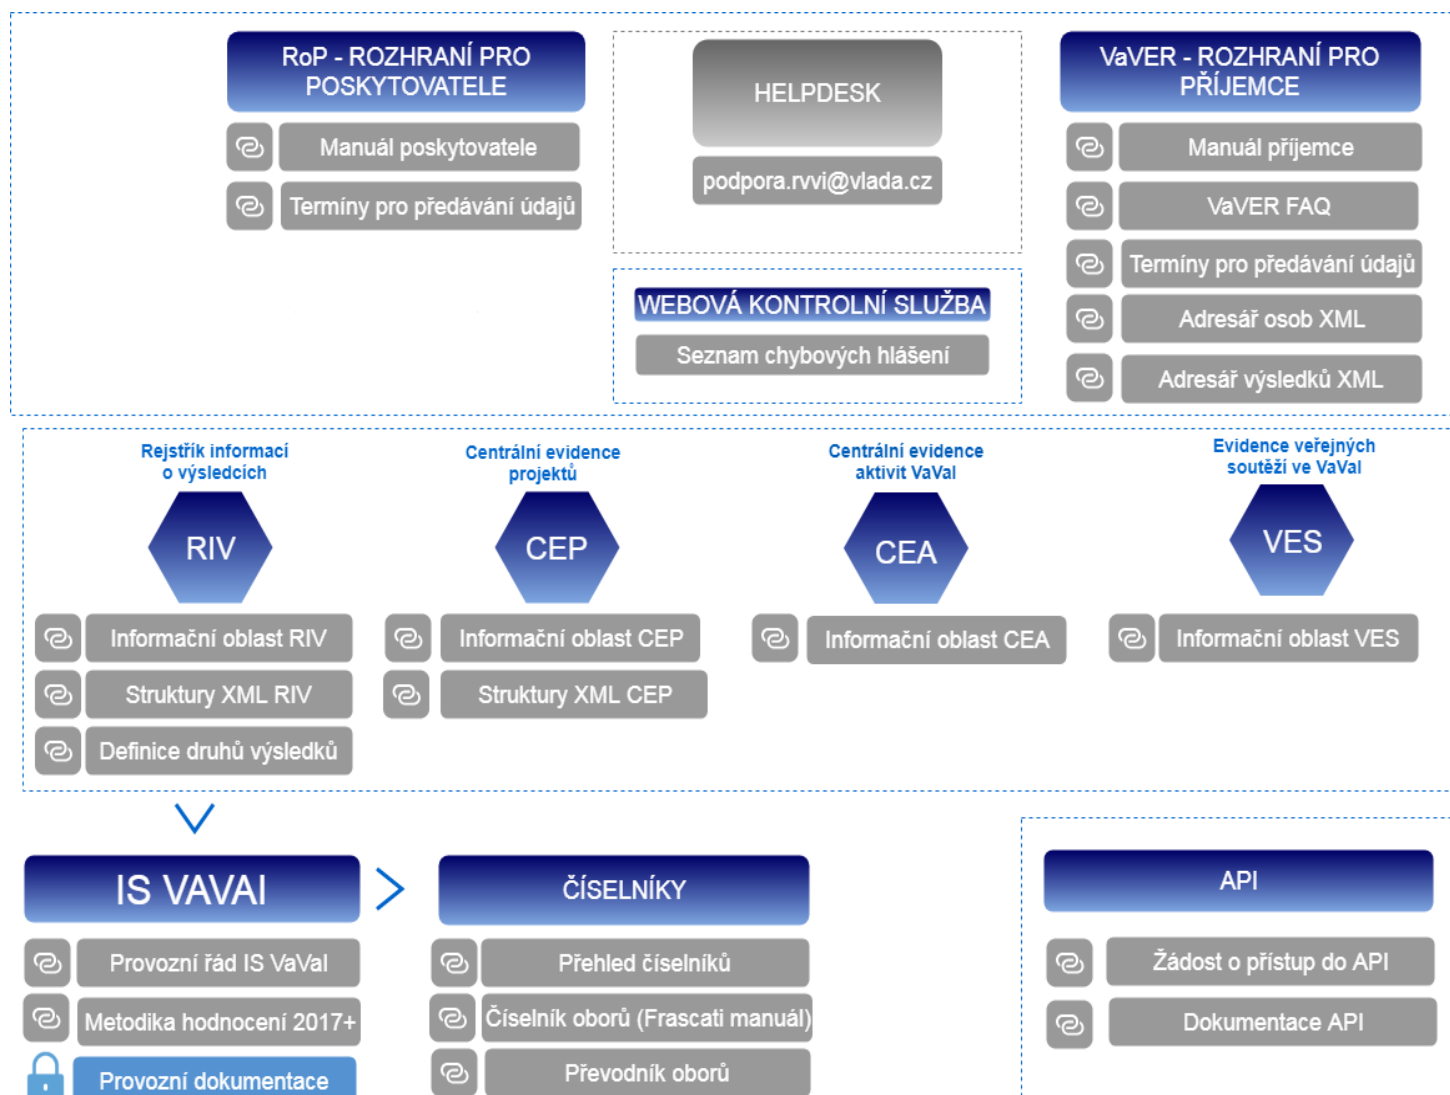 RoP - ROZHRANÍ PRO
POSKYTOVATELE
Manuál poskytovatele
Termíny pro předávání údajů
HELPDESK
podpora.rvvi@vlada.cz
WEBOVÁ KONTROLNÍ SLUŽBA
Seznam chybových hlášení
VaVER - ROZHRANÍ PRO
PŘÍJEMCE
Manuál příjemce
VaVER FAQ
Termíny pro předávání údajů
Adresář osob XML
Adresář výsledků XML
Rejstřík informací
o výsledcích
RIV
Informační oblast RIV
Struktury XML RIV
Definice druhů výsledků
Centrální evidence
projektů
CEP
Informační oblast CEP
Struktury XML CEP
Centrální evidence
aktivit VaVaI
CEA
Informační oblast CEA
Evidence veřejných
soutěží ve VaVaI
VES
Informační oblast VES
IS VAVAI
Provozní řád IS VaVaI
Metodika hodnocení 2017+
Provozní dokumentace
ČÍSELNÍKY
Přehled číselníků
Číselník oborů (Frascati manuál)
Převodník oborů
API
Žádost o přístup do API
Dokumentace API